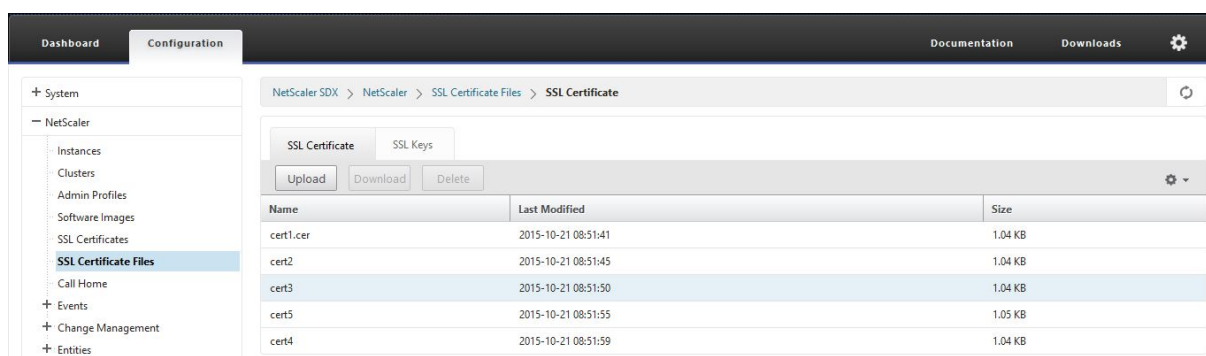 Dashboard Configuration Documentation Downloads
+ System
NetScaler SDX > NetScaler > SSL Certificate Files > SSL Certificate
− NetScaler
Instances
Clusters
Admin Profiles
Software Images
SSL Certificates
SSL Certificate Files
Call Home
+ Events
+ Change Management
+ Entities
SSL Certificate SSL Keys
Upload Download Delete
Name Last Modified Size
cert1.cer 2015-10-21 08:51:41 1.04 KB
cert2 2015-10-21 08:51:45 1.04 KB
cert3 2015-10-21 08:51:50 1.04 KB
cert5 2015-10-21 08:51:55 1.05 KB
cert4 2015-10-21 08:51:59 1.04 KB